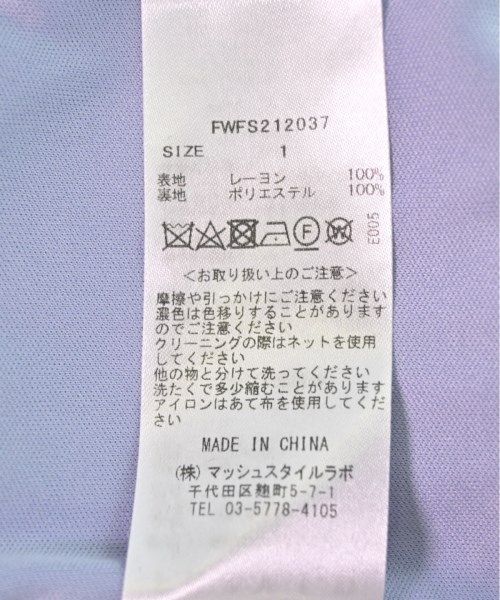 FWFS212037
SIZE 1
表地 レーヨン 100%
裏地 ポリエステル 100%
F W
E005
＜お取り扱い上のご注意＞
摩擦や引っかけにご注意ください
濃色は色移りすることがあります
のでご注意ください
クリーニングの際はネットを使用
してください
他の物と分けて洗ってください
洗たくで多少縮むことがあります
アイロンはあて布を使用してくだ
さい
MADE IN CHINA
(株)マッシュスタイルラボ
千代田区麹町5-7-1
TEL 03-5778-4105